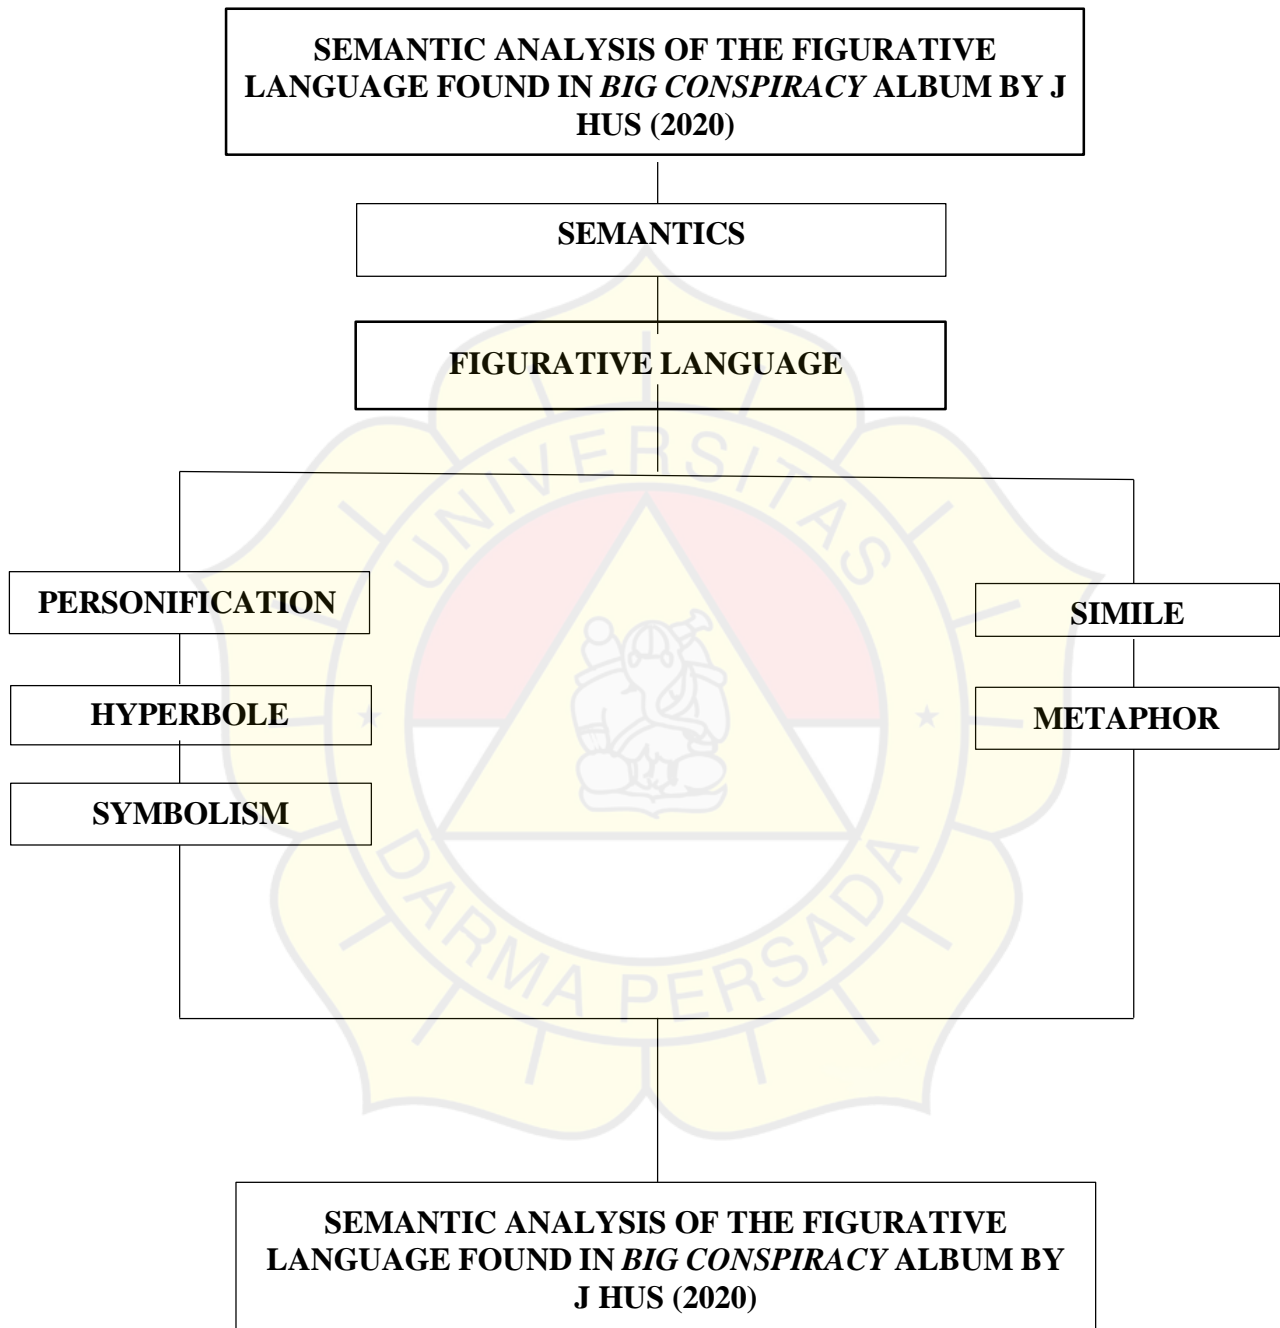 SEMANTIC ANALYSIS OF THE FIGURATIVE
LANGUAGE FOUND IN BIG CONSPIRACY ALBUM BY J
HUS (2020)
SEMANTICS
FIGURATIVE LANGUAGE
UNIVERSITAS
PERSONIFICATION
SIMILE
HYPERBOLE
METAPHOR
SYMBOLISM
DARMA PERSADA
SEMANTIC ANALYSIS OF THE FIGURATIVE
LANGUAGE FOUND IN BIG CONSPIRACY ALBUM BY
J HUS (2020)